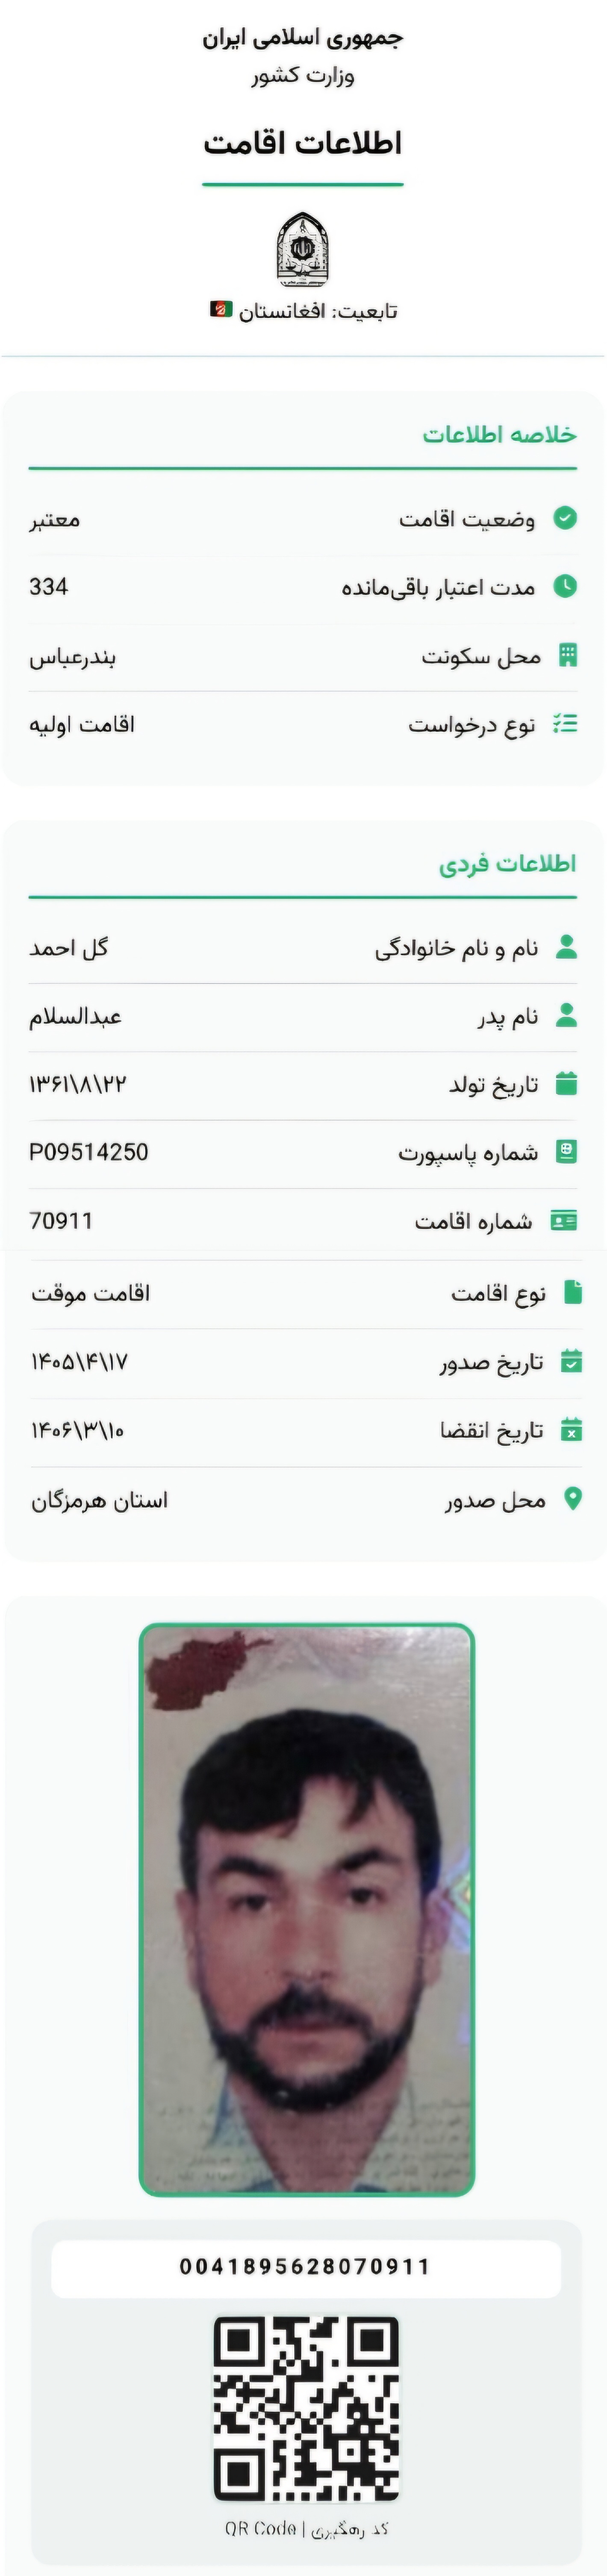 جمهوری اسلامی ایران
وزارت کشور
اطلاعات اقامت
تابعیت: افغانستان
خلاصه اطلاعات
وضعیت اقامت معتبر
مدت اعتبار باقی‌مانده 334
محل سکونت بندرعباس
نوع درخواست اقامت اولیه
اطلاعات فردی
نام و نام خانوادگی گل احمد
نام پدر عبدالسلام
تاریخ تولد ۱۳۶۱\۸\۲۲
شماره پاسپورت P09514250
شماره اقامت 70911
نوع اقامت اقامت موقت
تاریخ صدور ۱۴۰۵\۴\۱۷
تاریخ انقضا ۱۴۰۶\۳\۱۰
محل صدور استان هرمزگان
0041895628070911
کد رهگیری | QR Code